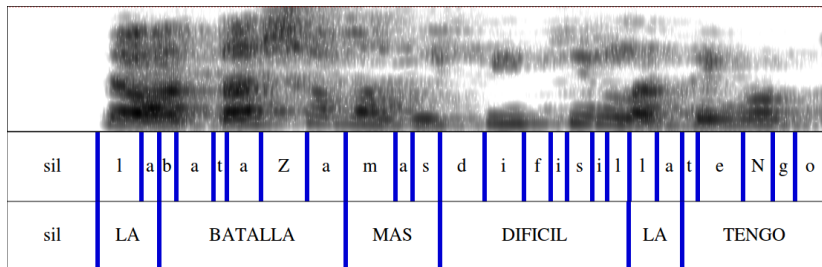 sil l a b a t a Z a m a s d i f i s i l l a t e N g o
sil LA BATALLA MAS DIFICIL LA TENGO